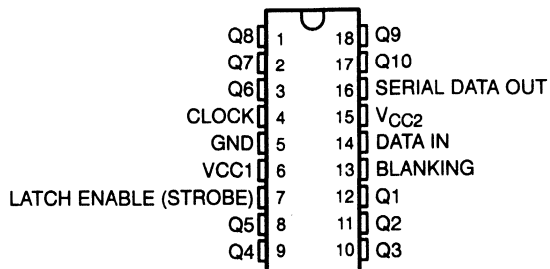 Q8 1 18 Q9
Q7 2 17 Q10
Q6 3 16 SERIAL DATA OUT
CLOCK 4 15 VCC2
GND 5 14 DATA IN
VCC1 6 13 BLANKING
LATCH ENABLE (STROBE) 7 12 Q1
Q5 8 11 Q2
Q4 9 10 Q3